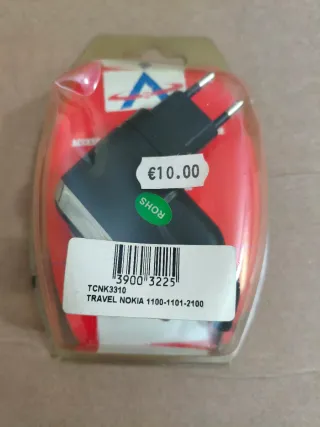 €10.00
ROHS
3900 3225
TCNK3310
TRAVEL NOKIA 1100-1101-2100